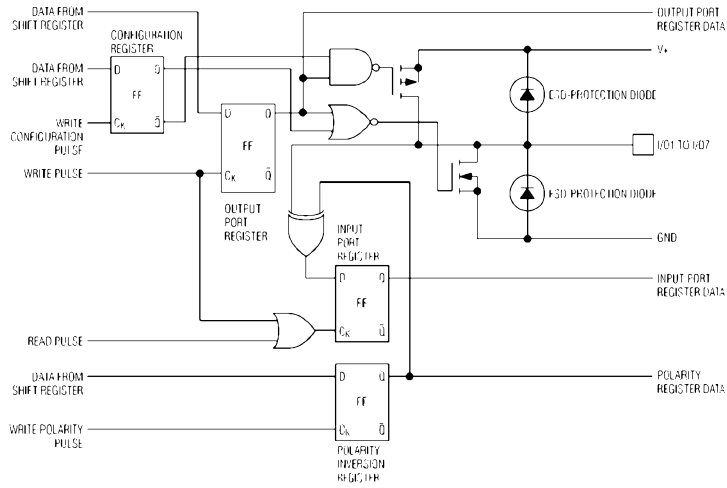 DATA FROM
SHIFT REGISTER
CONFIGURATION
REGISTER
DATA FROM
SHIFT REGISTER
D Q
FF
CK Q̅
WRITE
CONFIGURATION
PULSE
WRITE PULSE
D Q
FF
CK Q̅
OUTPUT
PORT
REGISTER
OUTPUT PORT
REGISTER DATA
V+
ESD-PROTECTION DIODE
I/O1 TO I/O7
ESD-PROTECTION DIODE
GND
INPUT
PORT
REGISTER
D Q
FF
CK Q̅
INPUT PORT
REGISTER DATA
READ PULSE
DATA FROM
SHIFT REGISTER
D Q
FF
CK Q̅
POLARITY
REGISTER DATA
WRITE POLARITY
PULSE
POLARITY
INVERSION
REGISTER